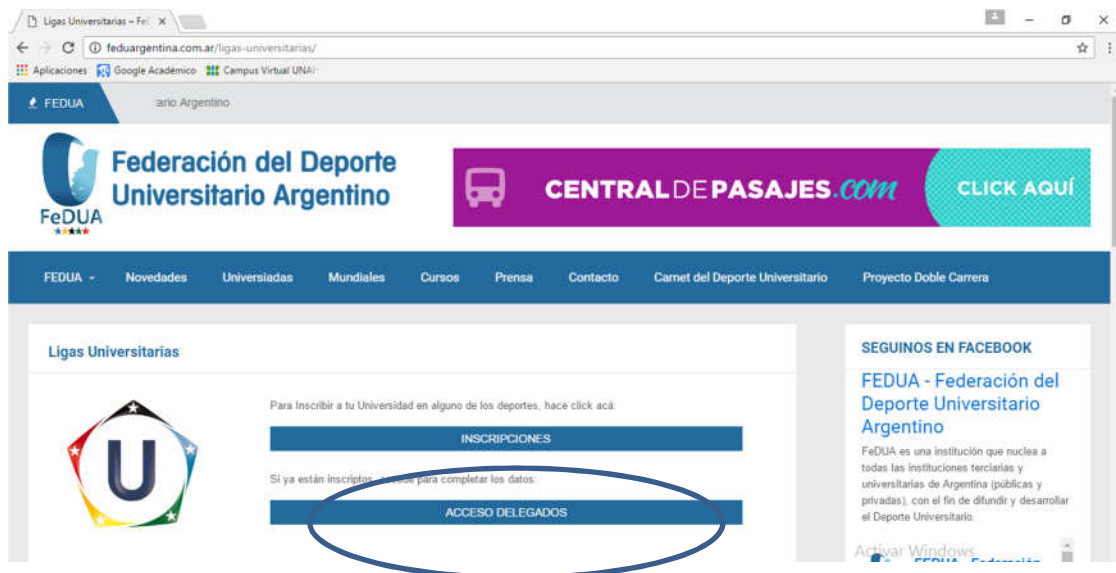 Ligas Universitarias – Fe
feduargentina.com.ar/ligas-universitarias/
Aplicaciones Google Académico Campus Virtual
FEDUA ario Argentino
FeDUA
Federación del Deporte
Universitario Argentino
CENTRALDEPASAJES.com
CLICK AQUÍ
FEDUA Novedades Universiadas Mundiales Cursos Prensa Contacto Carnet del Deporte Universitario Proyecto Doble Carrera
Ligas Universitarias
U
Para Inscribir a tu Universidad en alguno de los deportes, hace click acá:
INSCRIPCIONES
Si ya están inscriptos, para completar los datos:
ACCESO DELEGADOS
SEGUINOS EN FACEBOOK
FEDUA - Federación del
Deporte Universitario
Argentino
FeDUA es una institución que nuclea a
todas las instituciones terciarias y
universitarias de Argentina (públicas y
privadas), con el fin de difundir y desarrollar
el Deporte Universitario.
Activar Windows
FEDUA - Federación